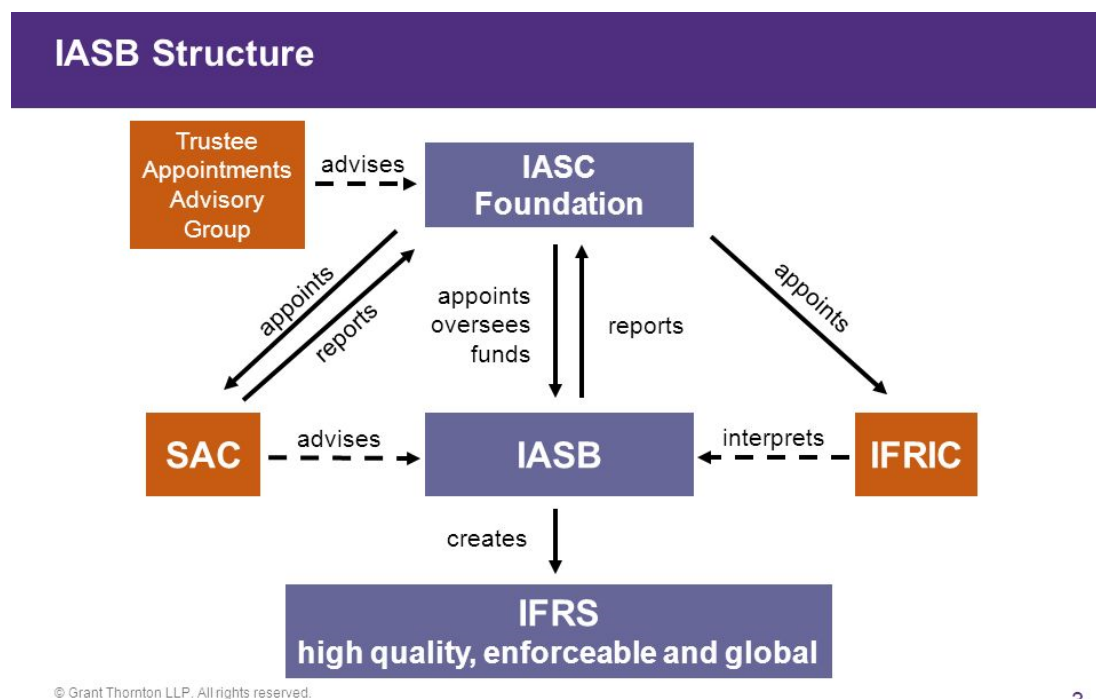 IASB Structure
Trustee
Appointments
Advisory
Group
advises
IASC
Foundation
appoints
reports
appoints
oversees
funds
reports
appoints
SAC
advises
IASB
interprets
IFRIC
creates
IFRS
high quality, enforceable and global
© Grant Thornton LLP. All rights reserved.